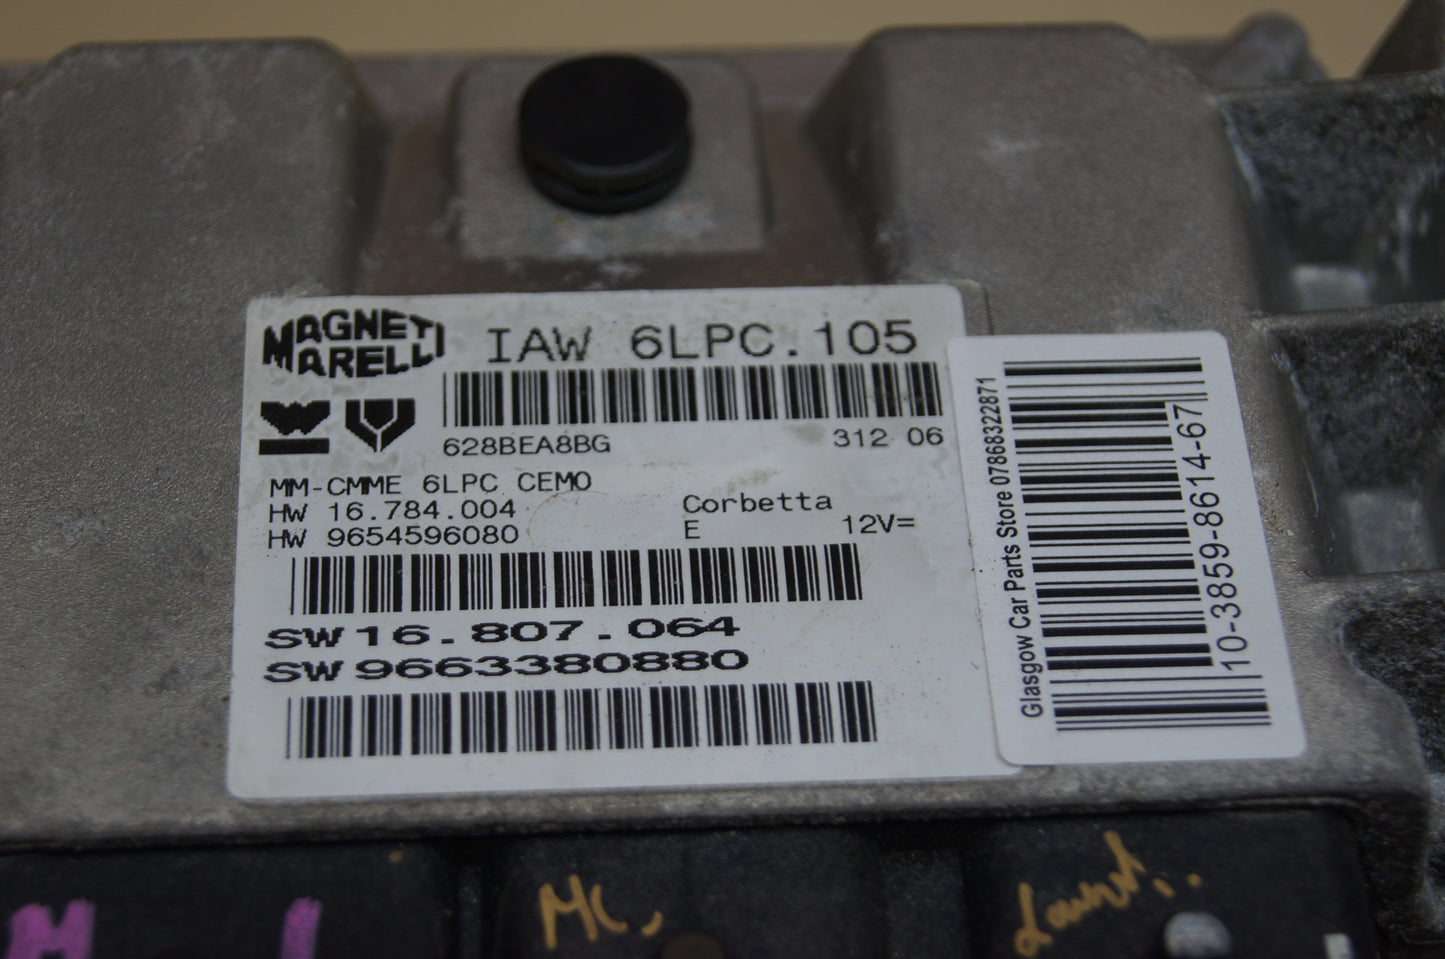 MAGNETI
MARELLI
IAW 6LPC.105
628BEA8BG
312 06
MM-CMME 6LPC CEMO
HW 16.784.004
Corbetta
HW 9654596080
E
12V=
SW 16.807.064
SW 9663380880
Glasgow Car Parts Store 07868322871
10-3859-8614-67
MC